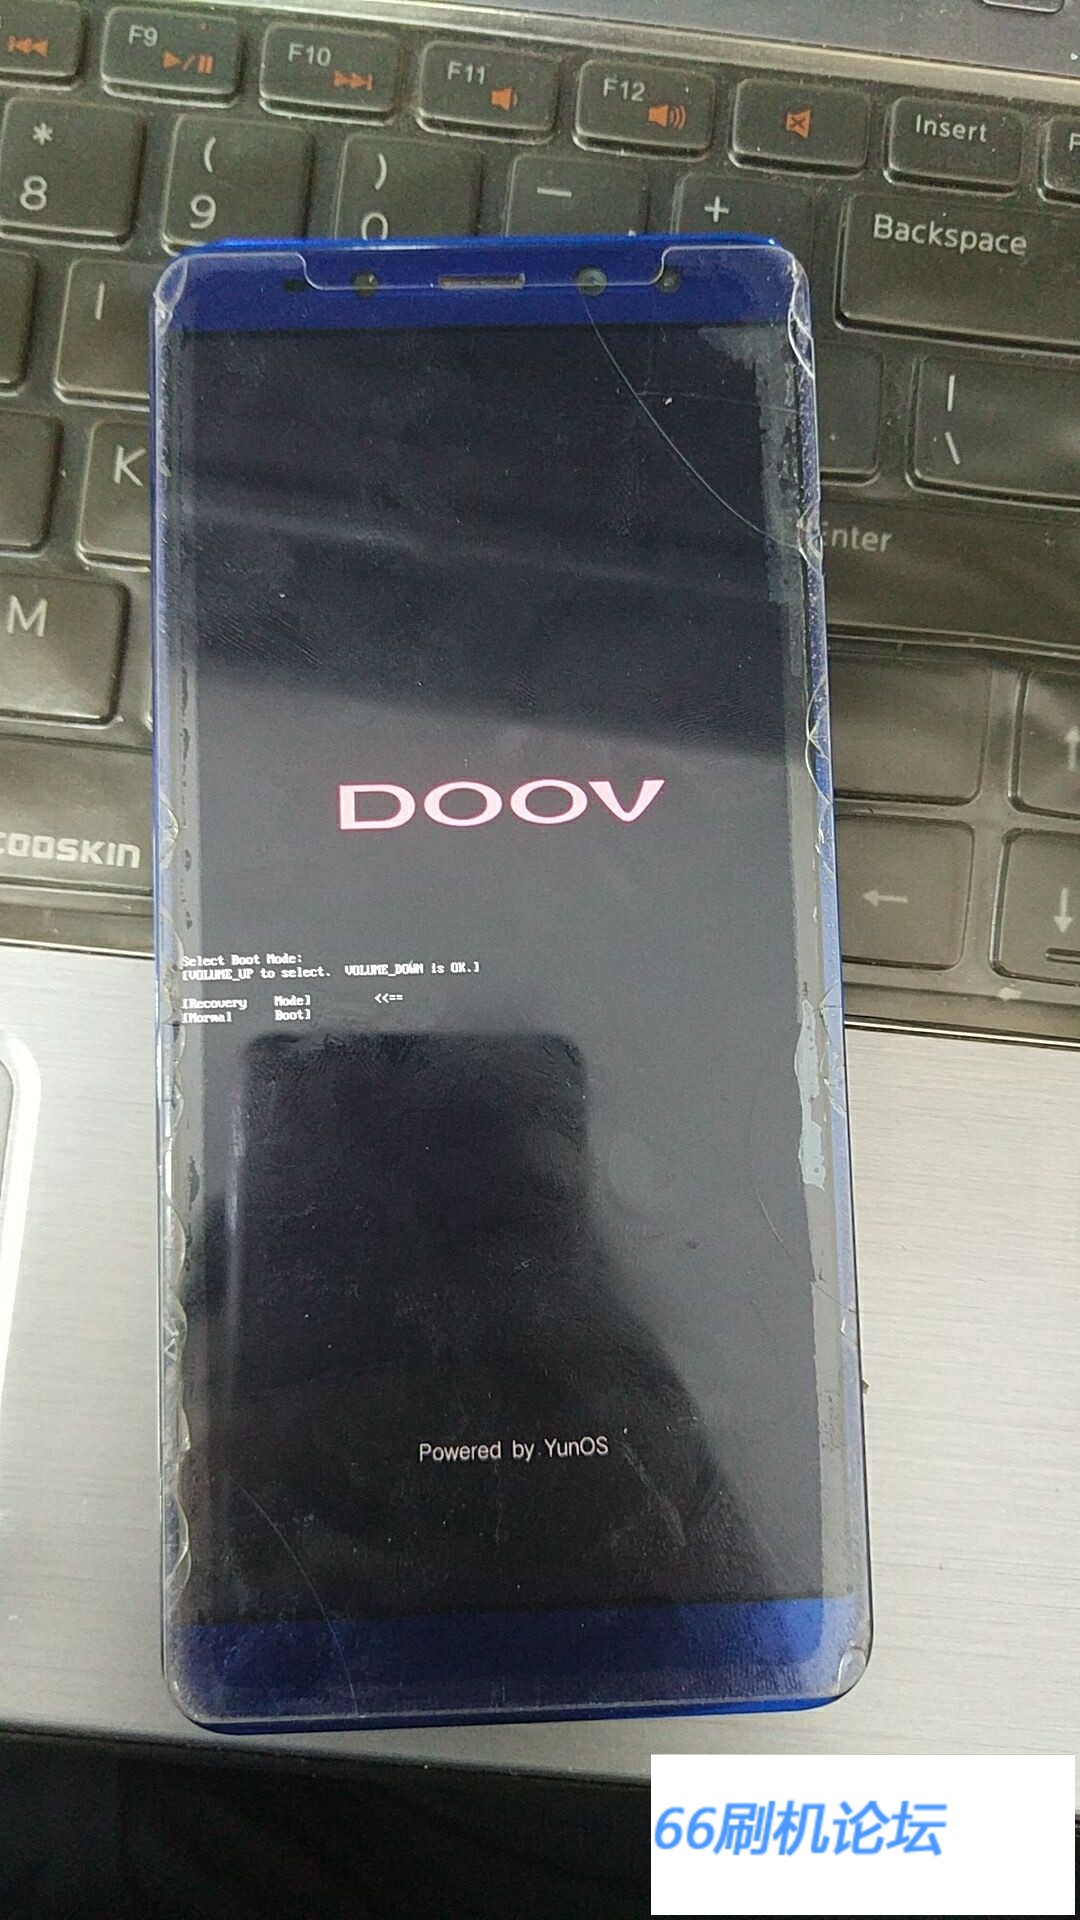 F9
F10
F11
F12
Insert
*
8
(
9
)
0
+
Backspace
K
Enter
M
COOSKIN
DOOV
Select Boot Mode:
[VOLUME_UP to select.  VOLUME_DOWN is OK.]
[Recovery    Mode]         <<==
[Normal      Boot]
Powered by YunOS
66刷机论坛